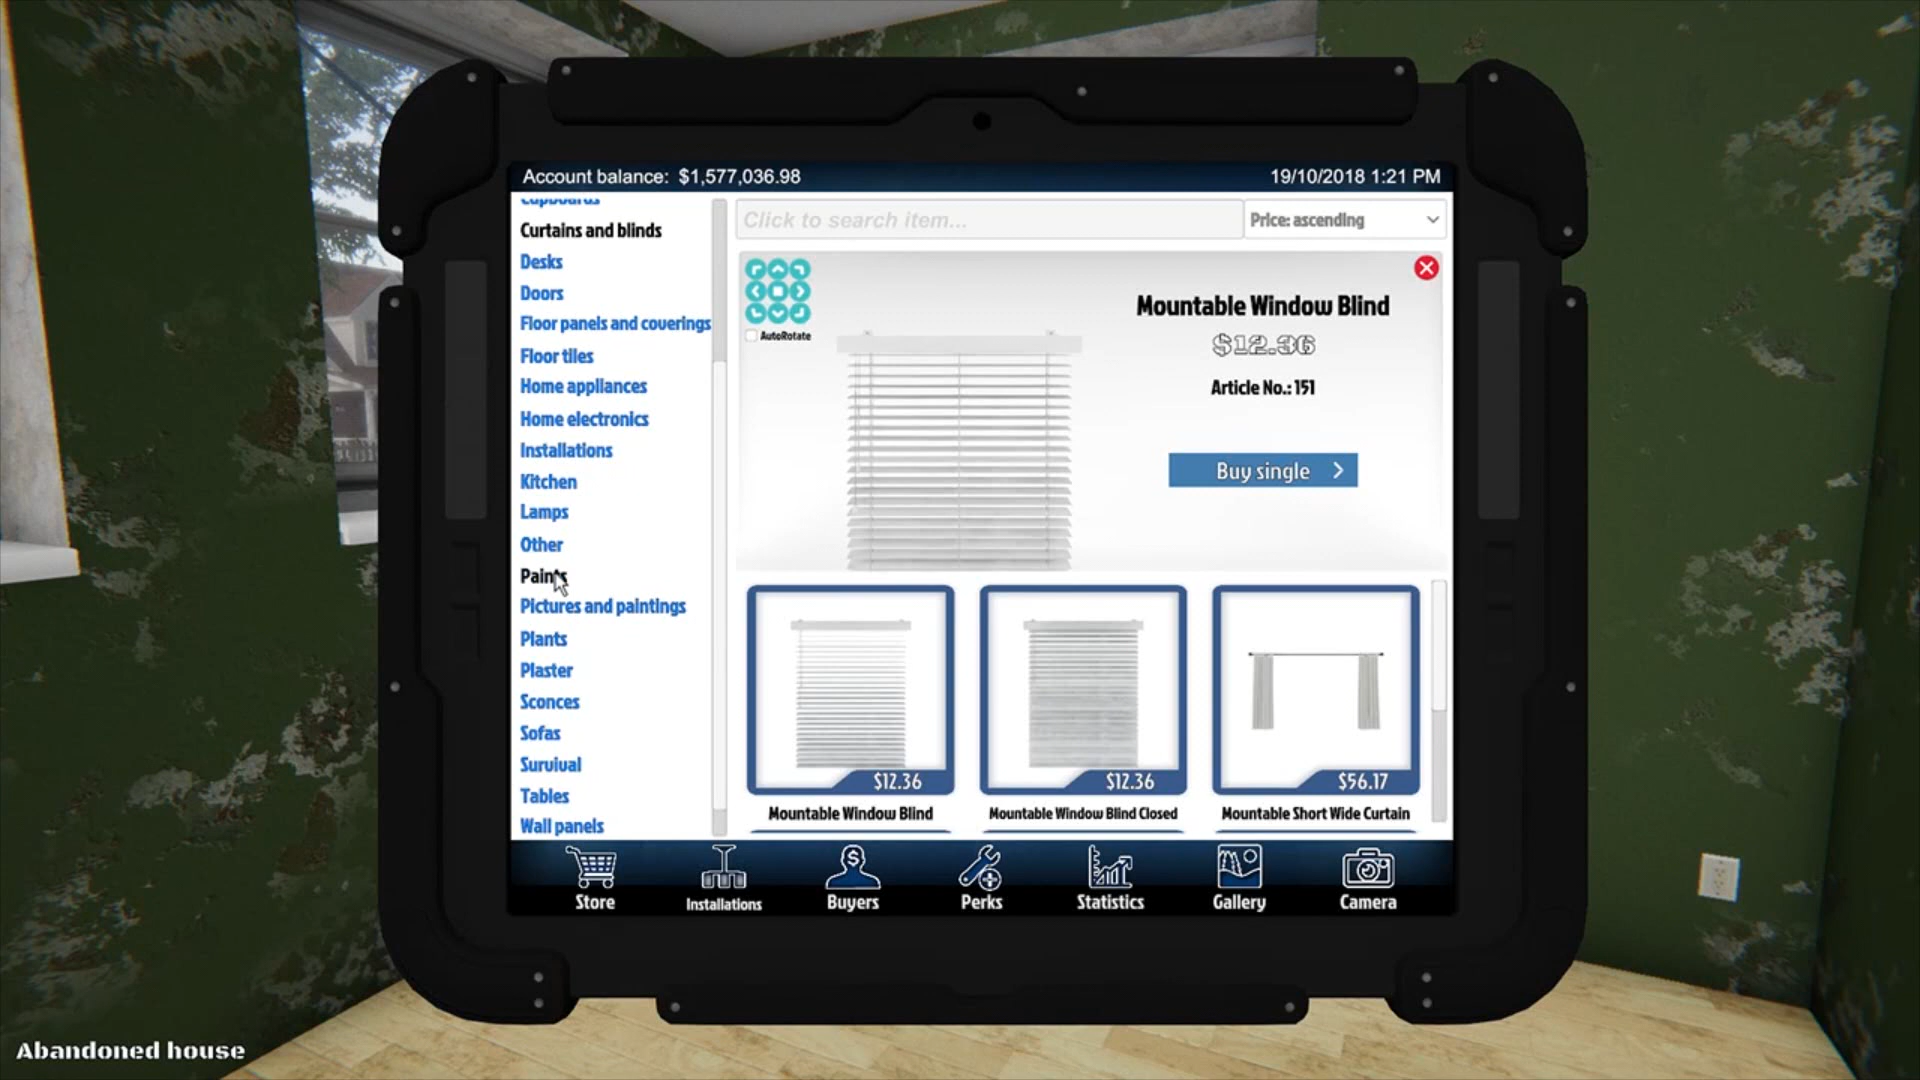 Account balance: $1,577,036.98
19/10/2018 1:21 PM
Cupboards
Curtains and blinds
Desks
Doors
Floor panels and coverings
Floor tiles
Home appliances
Home electronics
Installations
Kitchen
Lamps
Other
Paints
Pictures and paintings
Plants
Plaster
Sconces
Sofas
Survival
Tables
Wall panels
Click to search item...
Price: ascending
AutoRotate
Mountable Window Blind
$12.36
Article No.: 151
Buy single
$12.36
$12.36
$56.17
Mountable Window Blind
Mountable Window Blind Closed
Mountable Short Wide Curtain
Store
Installations
Buyers
Perks
Statistics
Gallery
Camera
Abandoned house